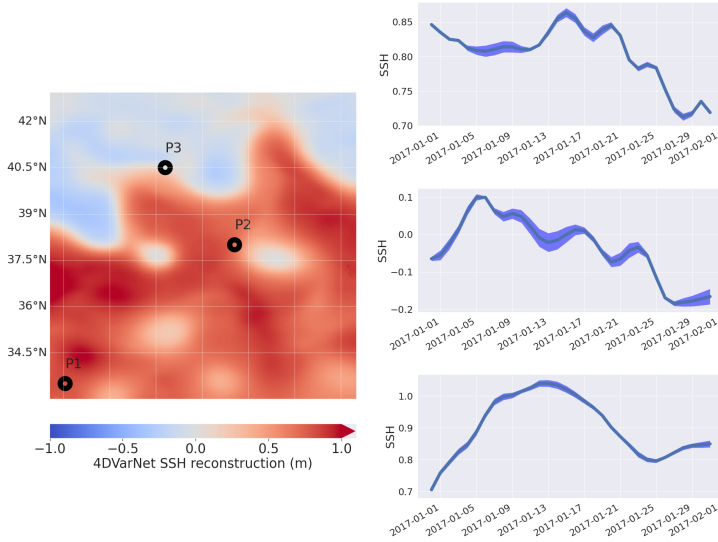 42°N
40.5°N
39°N
37.5°N
36°N
34.5°N
P3
P2
P1
−1.0 −0.5 0.0 0.5 1.0
4DVarNet SSH reconstruction (m)
SSH
0.85
0.80
0.75
0.70
2017-01-01 2017-01-05 2017-01-09 2017-01-13 2017-01-17 2017-01-21 2017-01-25 2017-01-29 2017-02-01
SSH
0.1
0.0
−0.1
−0.2
2017-01-01 2017-01-05 2017-01-09 2017-01-13 2017-01-17 2017-01-21 2017-01-25 2017-01-29 2017-02-01
SSH
1.0
0.9
0.8
0.7
2017-01-01 2017-01-05 2017-01-09 2017-01-13 2017-01-17 2017-01-21 2017-01-25 2017-01-29 2017-02-01